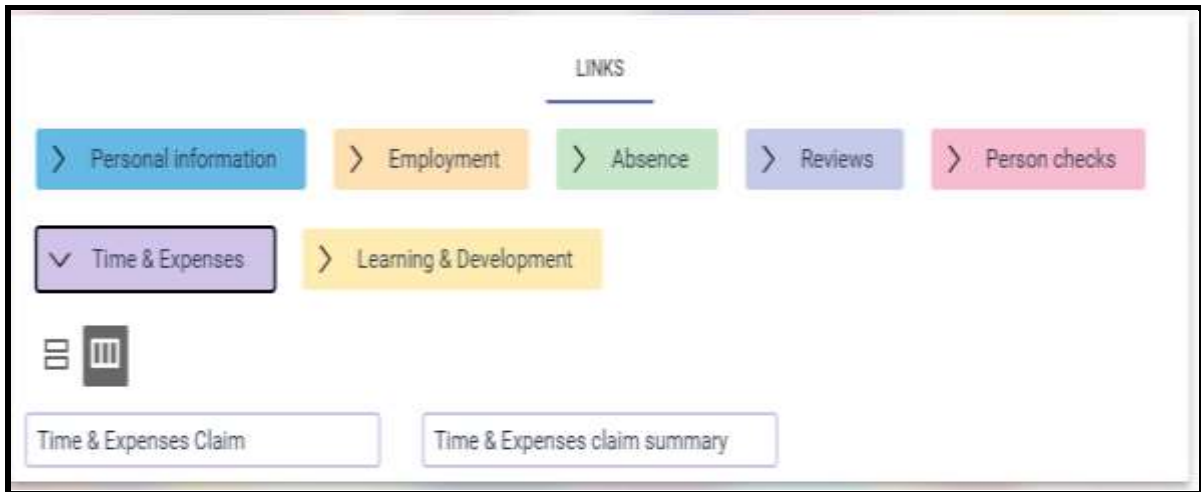 LINKS
Personal information Employment Absence Reviews Person checks
Time & Expenses Learning & Development
Time & Expenses Claim Time & Expenses claim summary